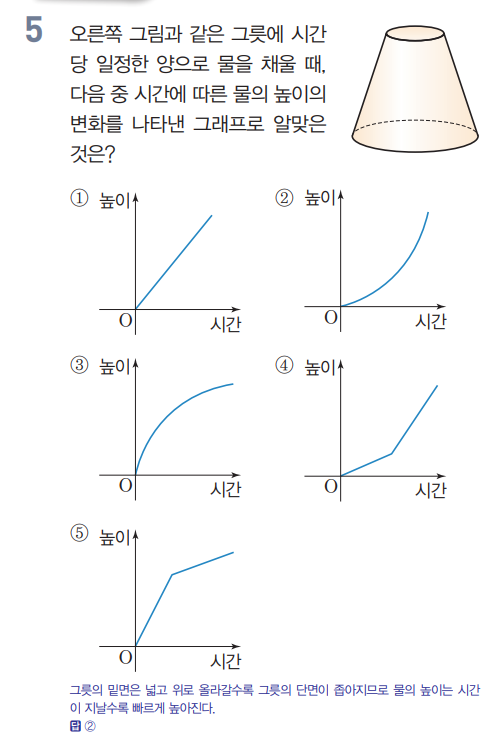 5 오른쪽 그림과 같은 그릇에 시간
당 일정한 양으로 물을 채울 때,
다음 중 시간에 따른 물의 높이의
변화를 나타낸 그래프로 알맞은
것은?
① 높이
O 시간
② 높이
O 시간
③ 높이
O 시간
④ 높이
O 시간
⑤ 높이
O 시간
그릇의 밑면은 넓고 위로 올라갈수록 그릇의 단면이 좁아지므로 물의 높이는 시간
이 지날수록 빠르게 높아진다.
답 ②